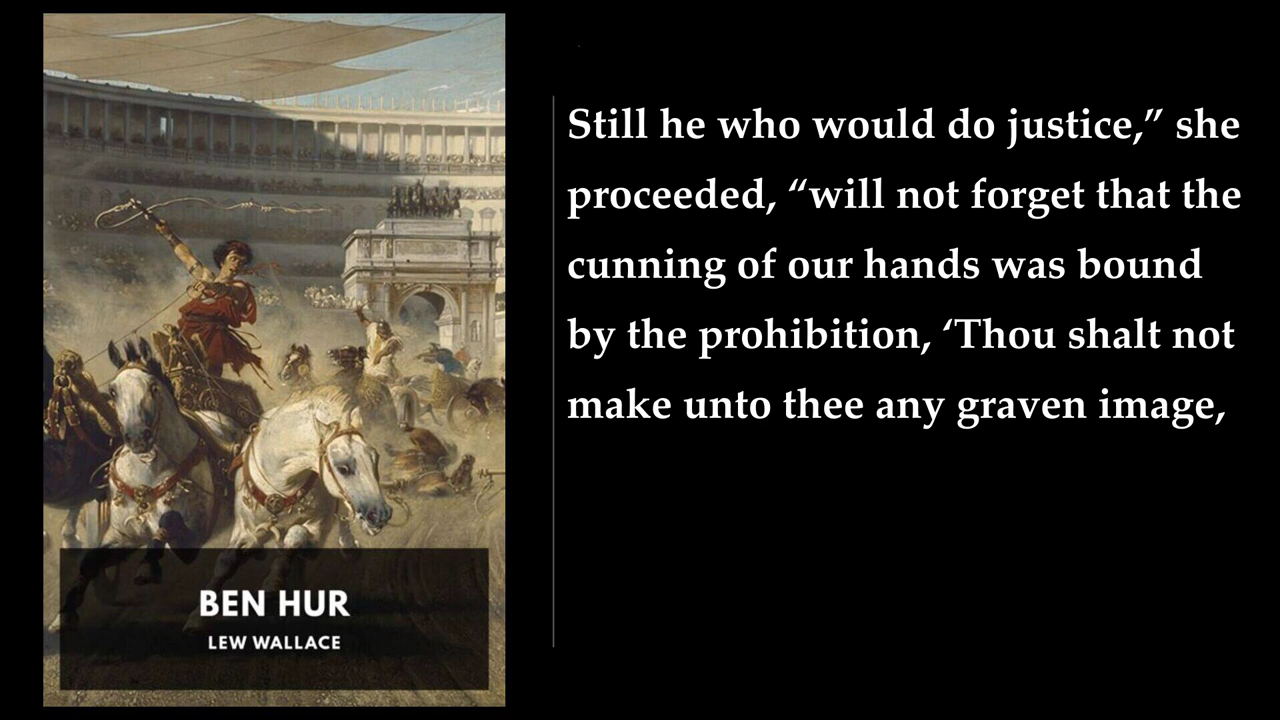 Still he who would do justice,” she
proceeded, “will not forget that the
cunning of our hands was bound
by the prohibition, ‘Thou shalt not
make unto thee any graven image,
BEN HUR
LEW WALLACE